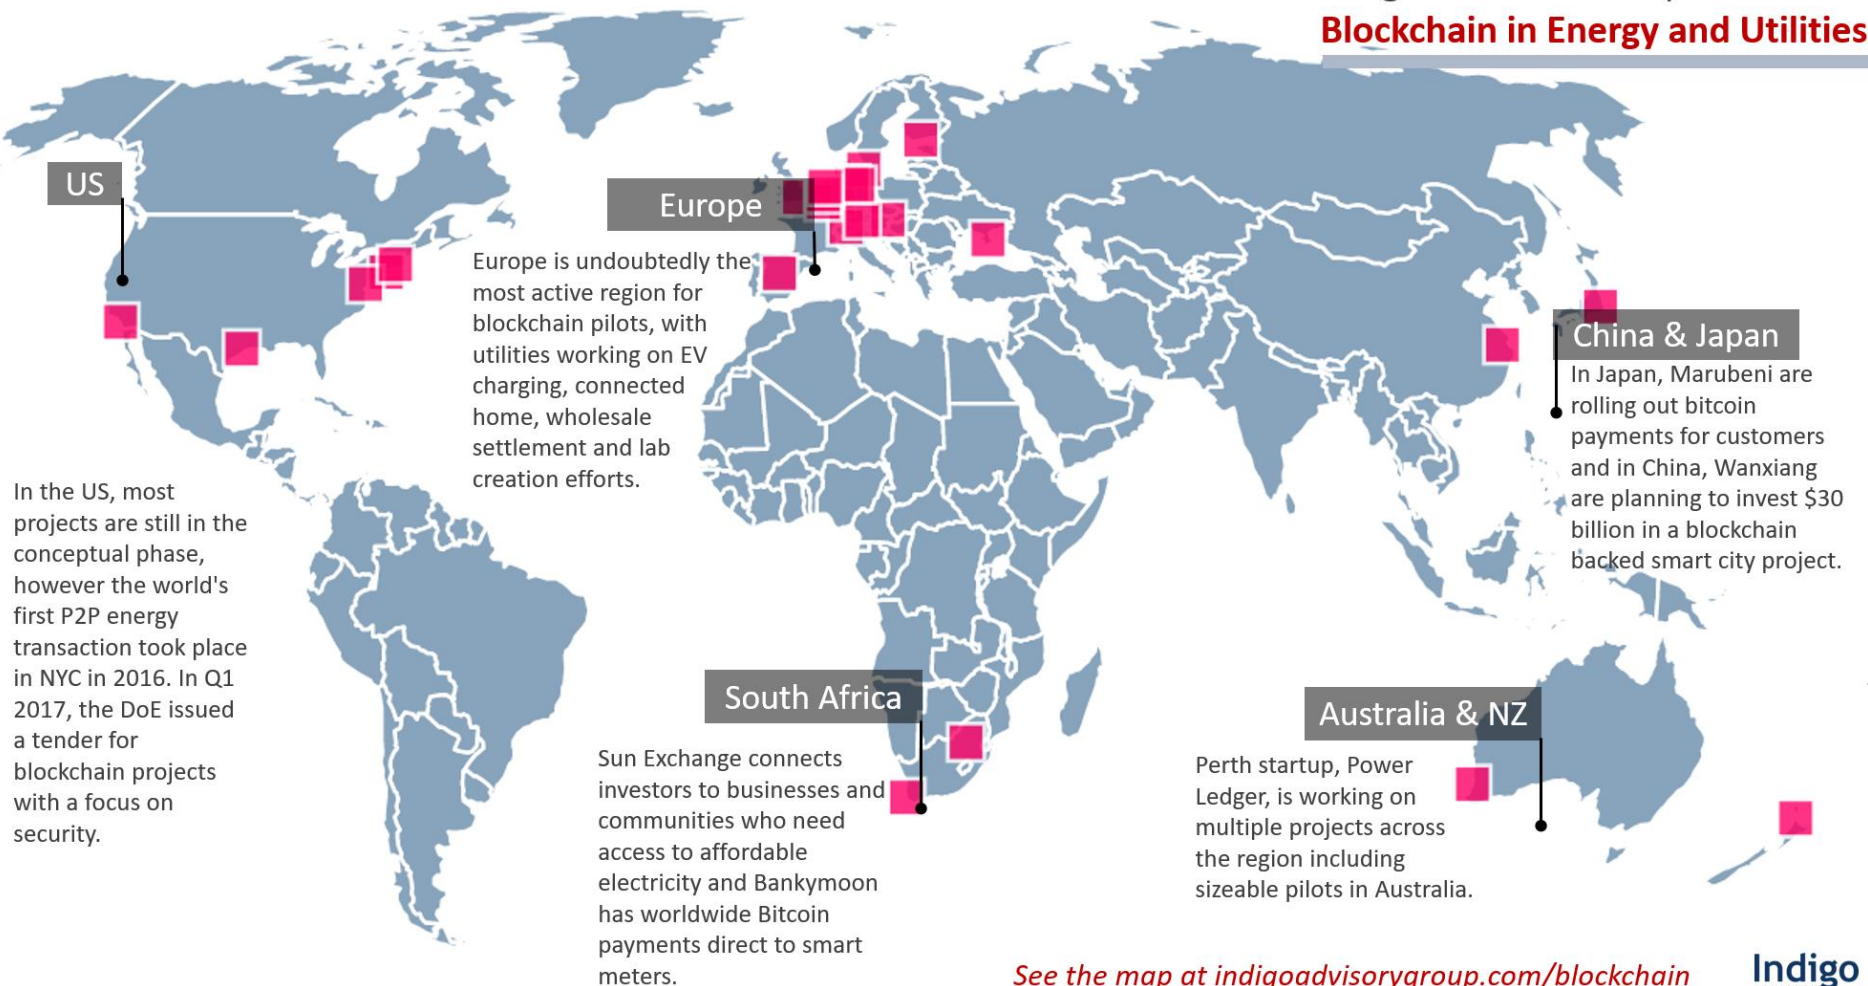 Blockchain in Energy and Utilities
US
Europe
Europe is undoubtedly the
most active region for
blockchain pilots, with
utilities working on EV
charging, connected
home, wholesale
settlement and lab
creation efforts.
China & Japan
In Japan, Marubeni are
rolling out bitcoin
payments for customers
and in China, Wanxiang
are planning to invest $30
billion in a blockchain
backed smart city project.
In the US, most
projects are still in the
conceptual phase,
however the world's
first P2P energy
transaction took place
in NYC in 2016. In Q1
2017, the DoE issued
a tender for
blockchain projects
with a focus on
security.
South Africa
Sun Exchange connects
investors to businesses and
communities who need
access to affordable
electricity and Bankymoon
has worldwide Bitcoin
payments direct to smart
meters.
Australia & NZ
Perth startup, Power
Ledger, is working on
multiple projects across
the region including
sizeable pilots in Australia.
See the map at indigoadvisorygroup.com/blockchain
Indigo